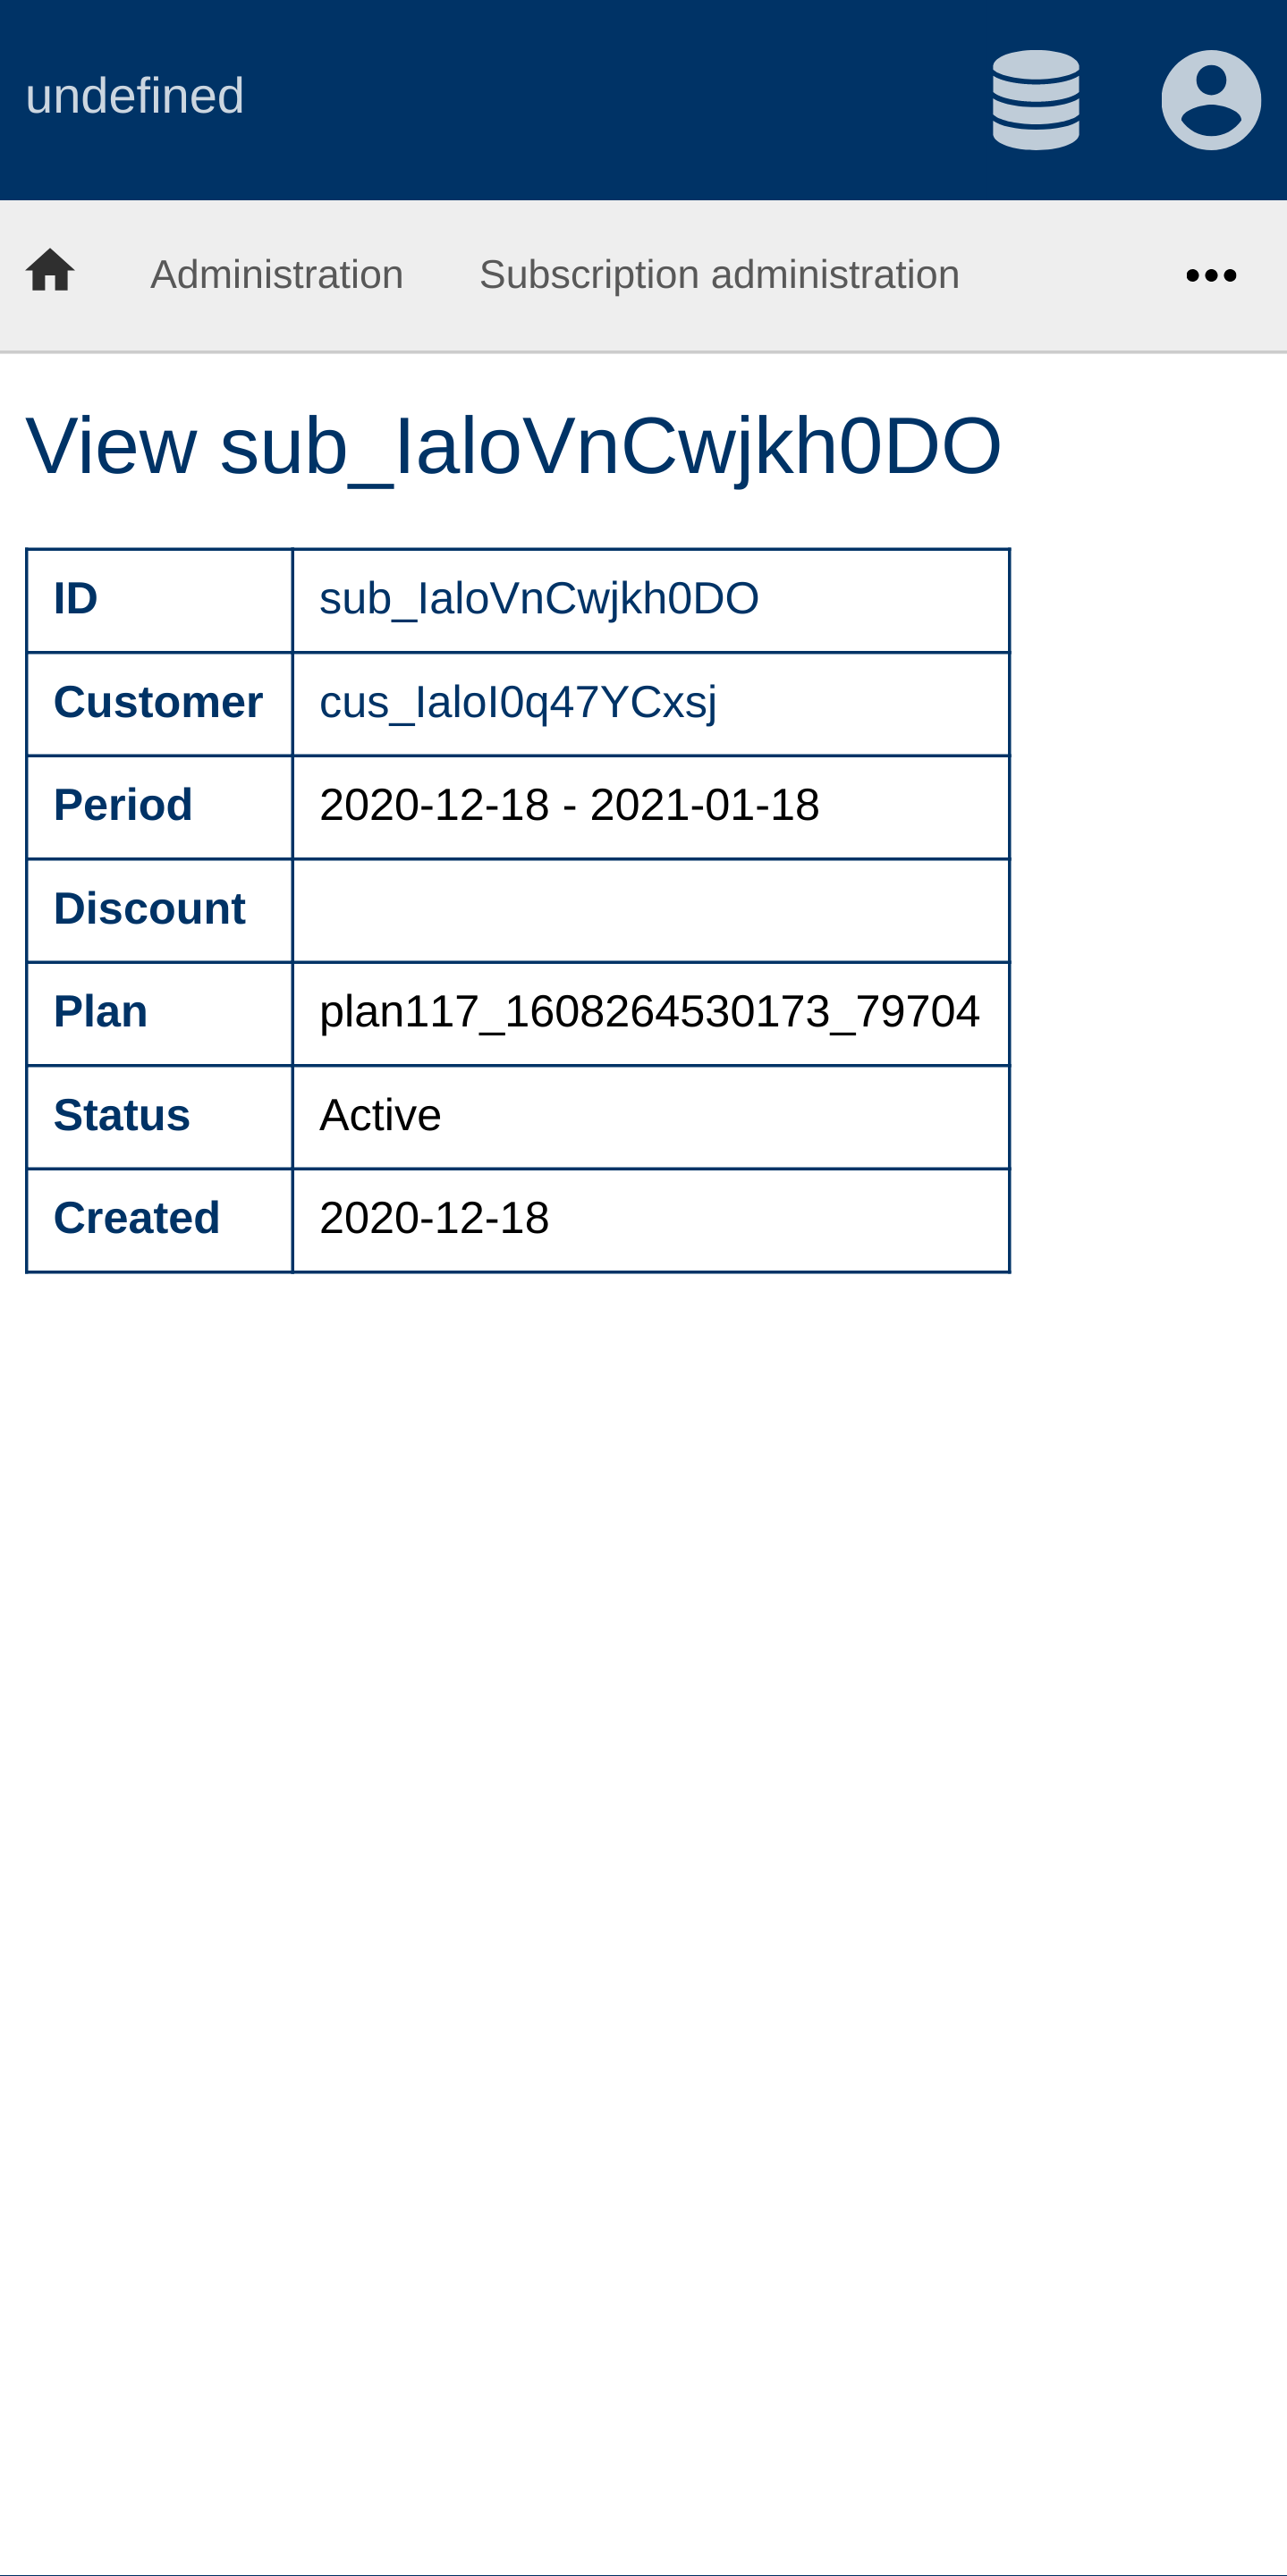 undefined
Administration Subscription administration
View sub_IaloVnCwjkh0DO
ID sub_IaloVnCwjkh0DO
Customer cus_IaloI0q47YCxsj
Period 2020-12-18 - 2021-01-18
Discount
Plan plan117_1608264530173_79704
Status Active
Created 2020-12-18